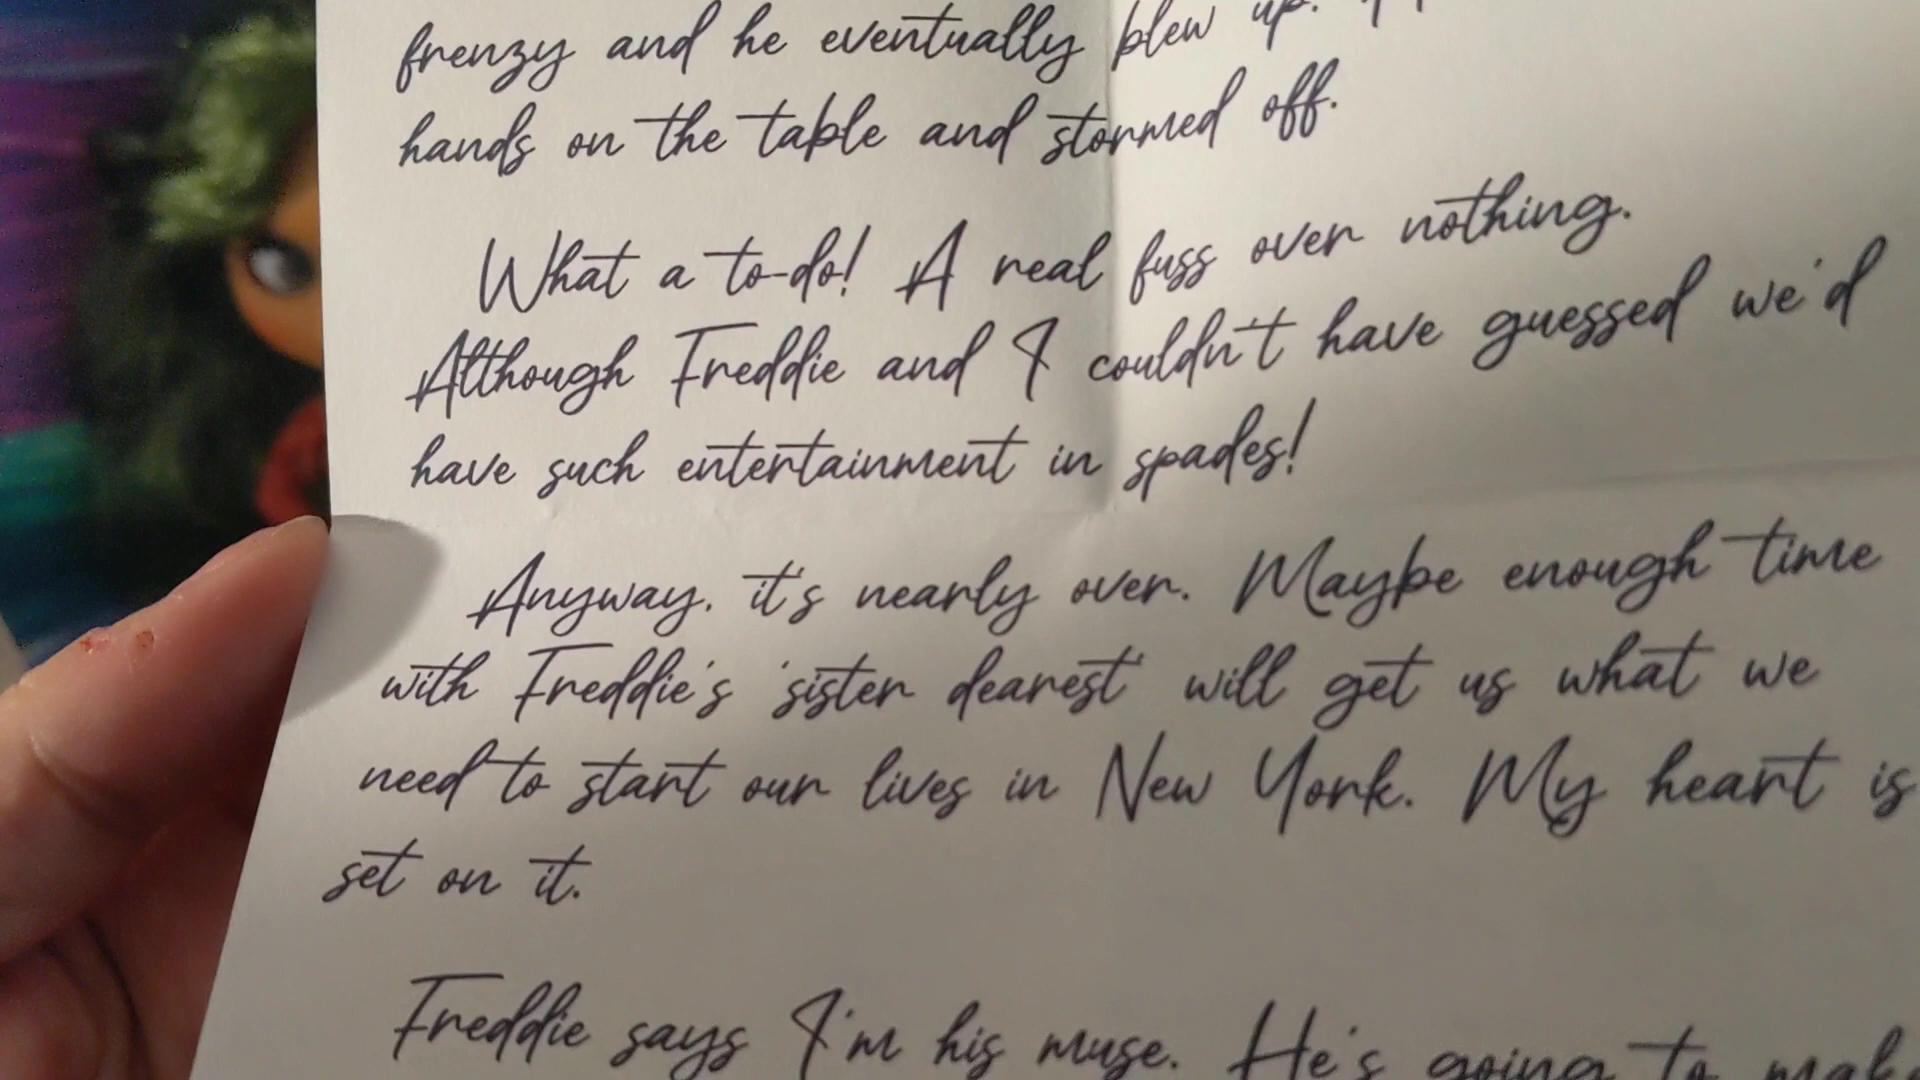 frenzy and he eventually blew up.
hands on the table and stormed off.
What a to-do! A real fuss over nothing.
Although Freddie and I couldn't have guessed we'd
have such entertainment in spades!
Anyway, it's nearly over. Maybe enough time
with Freddie's 'sister dearest' will get us what we
need to start our lives in New York. My heart is
set on it.
Freddie says I'm his muse. He's going to make